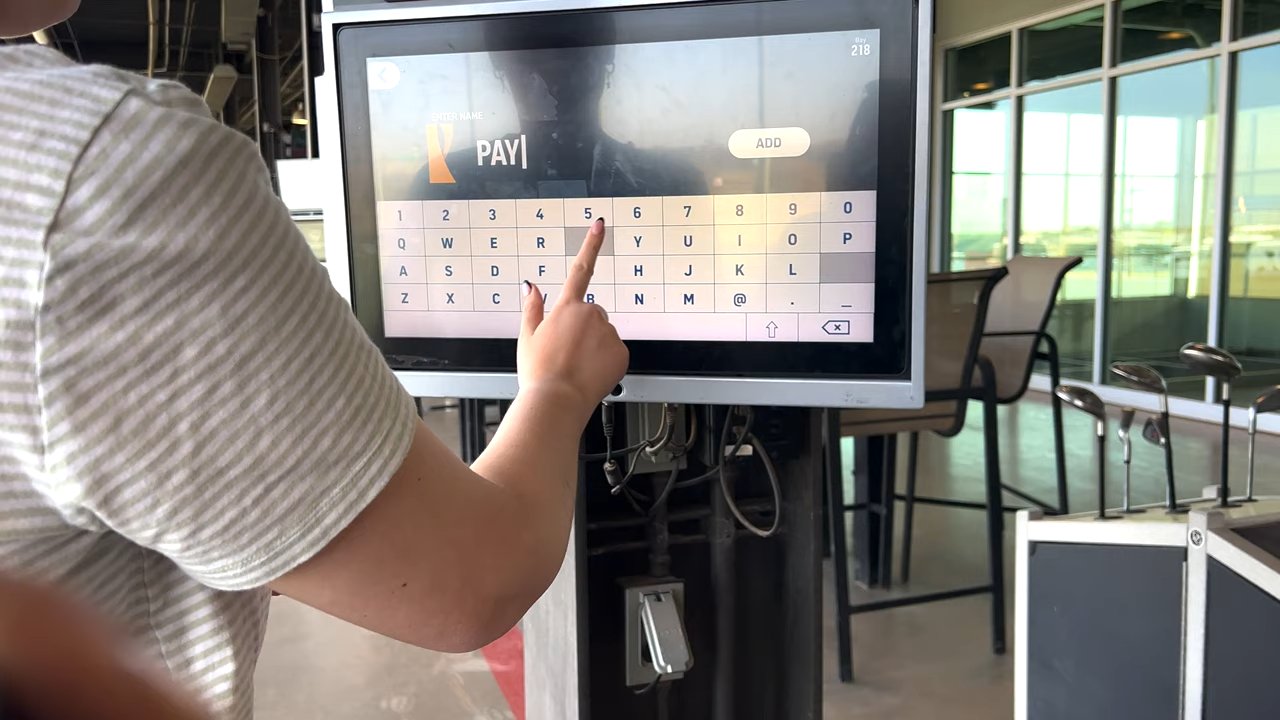 Bay
218
ENTER NAME
PAY
ADD
1 2 3 4 5 6 7 8 9 0
Q W E R Y U I O P
A S D F H J K L
Z X C V B N M @ . _